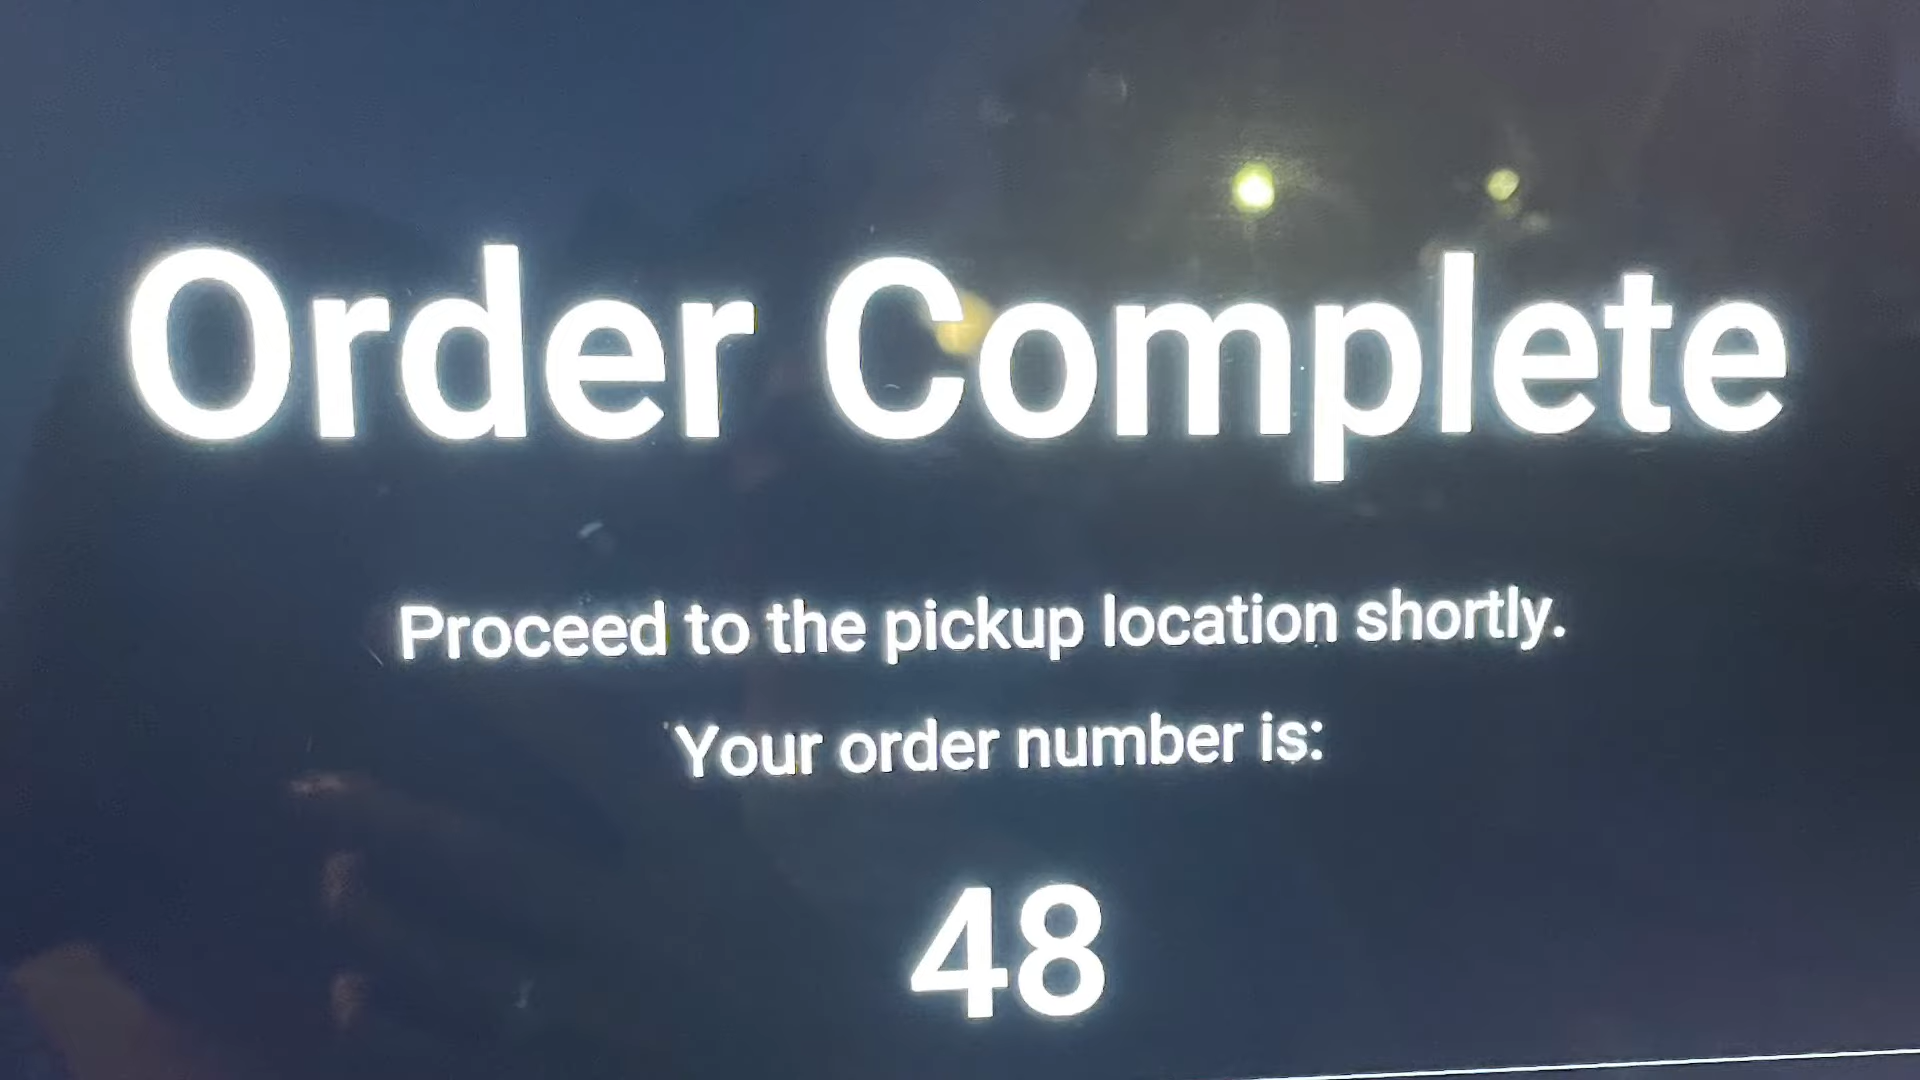 Order Complete
Proceed to the pickup location shortly.
Your order number is:
48